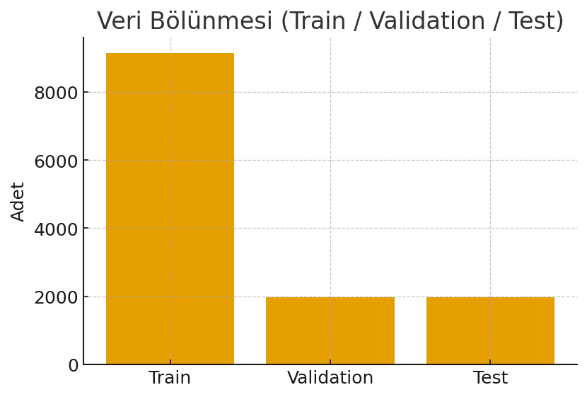 Veri Bölünmesi (Train / Validation / Test)
Adet
8000
6000
4000
2000
0
Train
Validation
Test